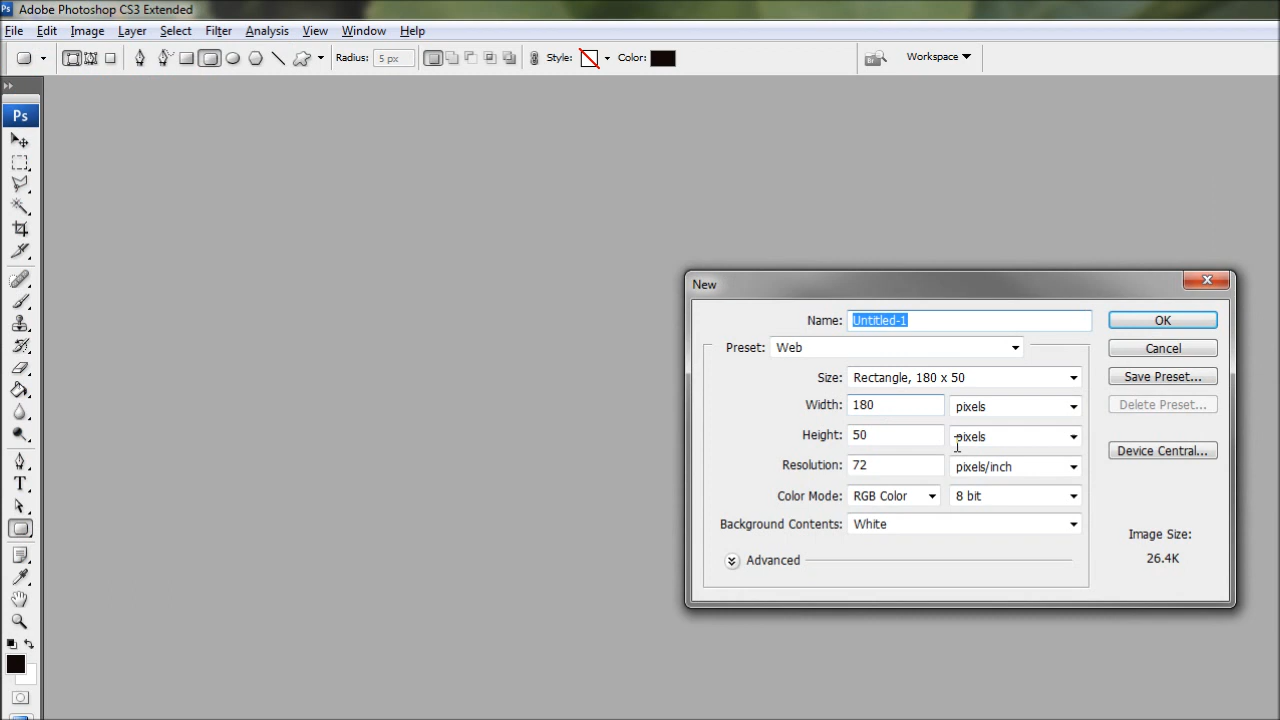 Ps Adobe Photoshop CS3 Extended
File Edit Image Layer Select Filter Analysis View Window Help
Radius: 5 px Style: Color: Br Workspace
Ps
New
Name: Untitled-1 OK
Preset: Web Cancel
Size: Rectangle, 180 x 50 Save Preset...
Width: 180 pixels Delete Preset...
Height: 50 pixels Device Central...
Resolution: 72 pixels/inch
Color Mode: RGB Color 8 bit
Background Contents: White
Image Size:
Advanced 26.4K
T